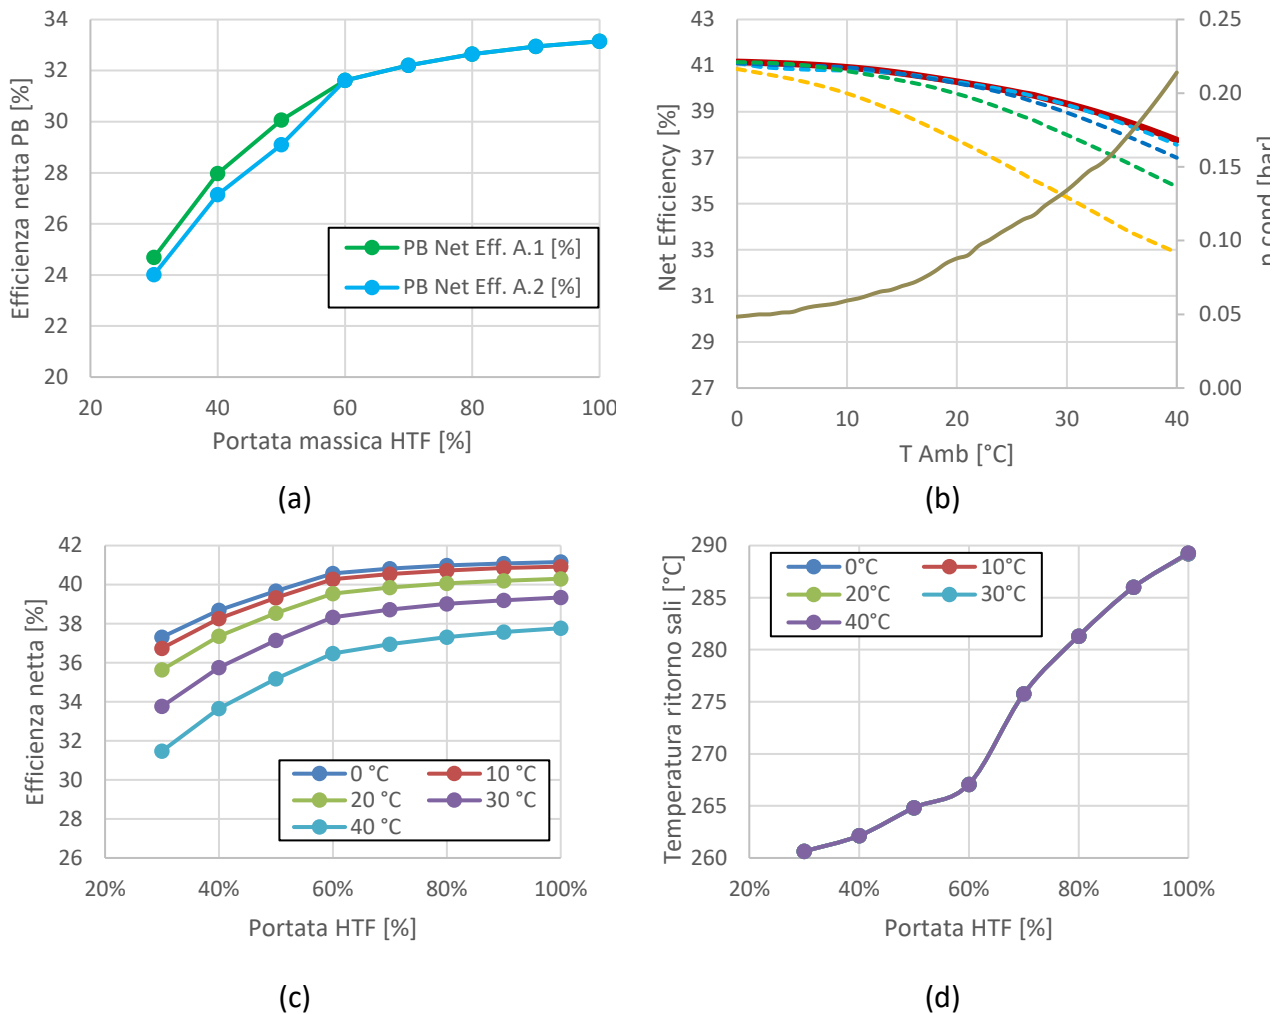 34
32
30
28
26
24
22
20
20 40 60 80 100
Efficienza netta PB [%]
Portata massica HTF [%]
PB Net Eff. A.1 [%]
PB Net Eff. A.2 [%]
(a)
43
41
39
37
35
33
31
29
27
0 10 20 30 40
Net Efficiency [%]
T Amb [°C]
0.25
0.20
0.15
0.10
0.05
0.00
p cond [bar]
(b)
42
40
38
36
34
32
30
28
26
20% 40% 60% 80% 100%
Efficienza netta [%]
Portata HTF [%]
0 °C 10 °C
20 °C 30 °C
40 °C
(c)
290
285
280
275
270
265
260
20% 40% 60% 80% 100%
Temperatura ritorno sali [°C]
Portata HTF [%]
0°C 10°C
20°C 30°C
40°C
(d)